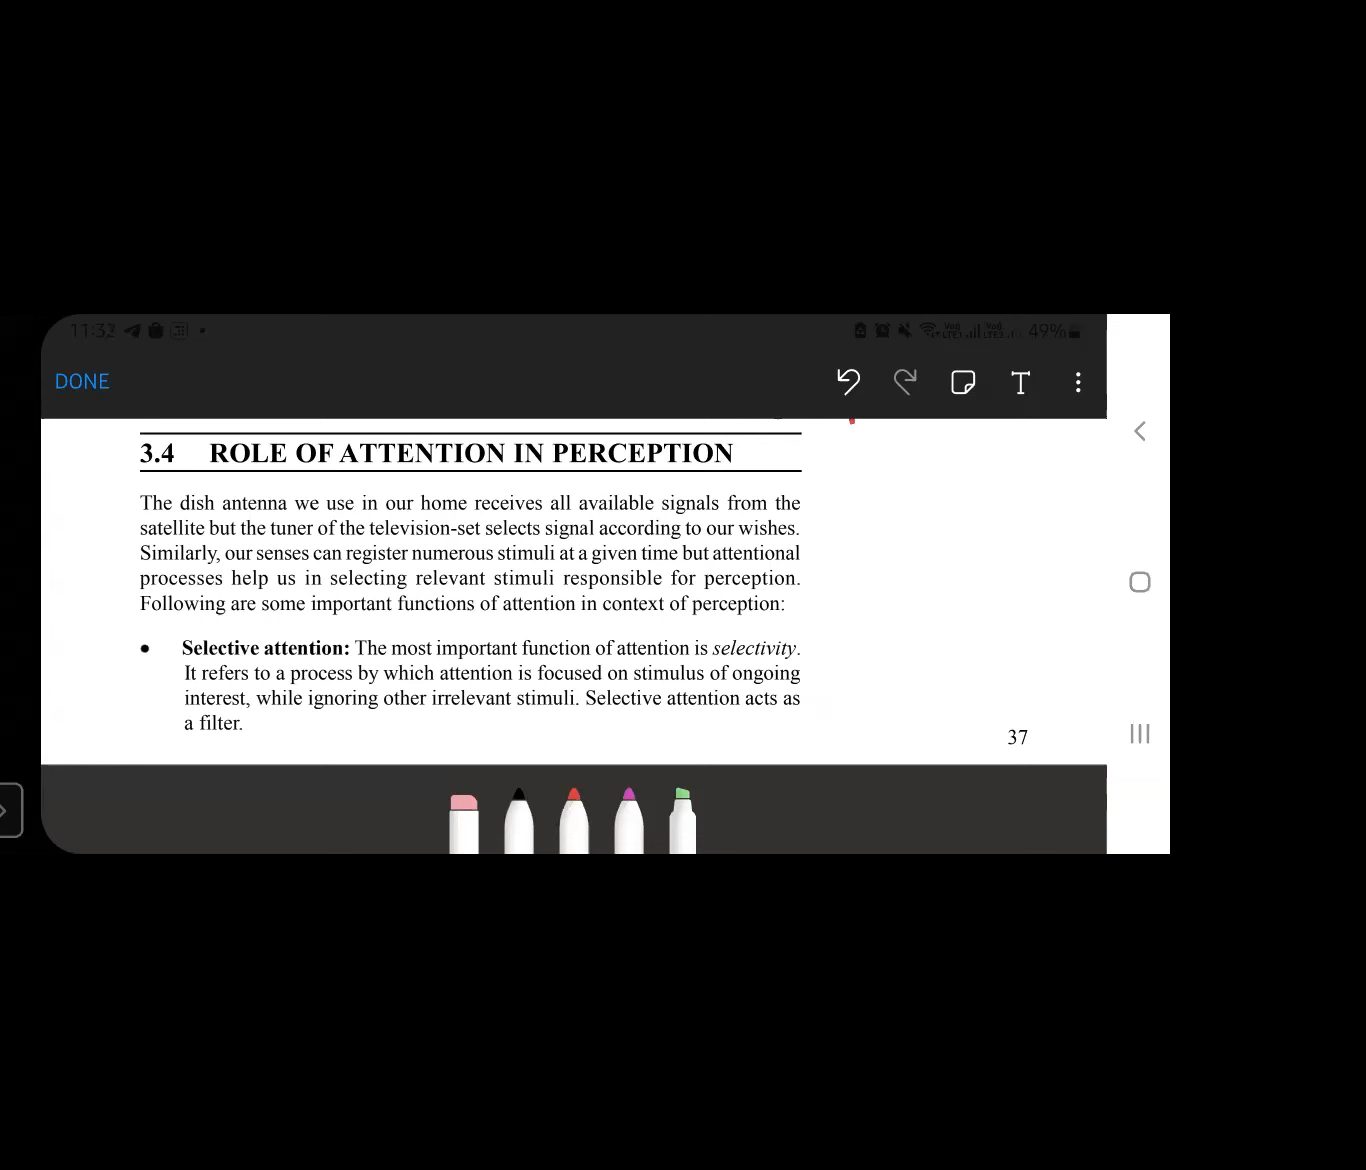 11:32
49%
DONE
3.4 ROLE OF ATTENTION IN PERCEPTION
The dish antenna we use in our home receives all available signals from the
satellite but the tuner of the television-set selects signal according to our wishes.
Similarly, our senses can register numerous stimuli at a given time but attentional
processes help us in selecting relevant stimuli responsible for perception.
Following are some important functions of attention in context of perception:
• Selective attention: The most important function of attention is selectivity.
It refers to a process by which attention is focused on stimulus of ongoing
interest, while ignoring other irrelevant stimuli. Selective attention acts as
a filter.
37